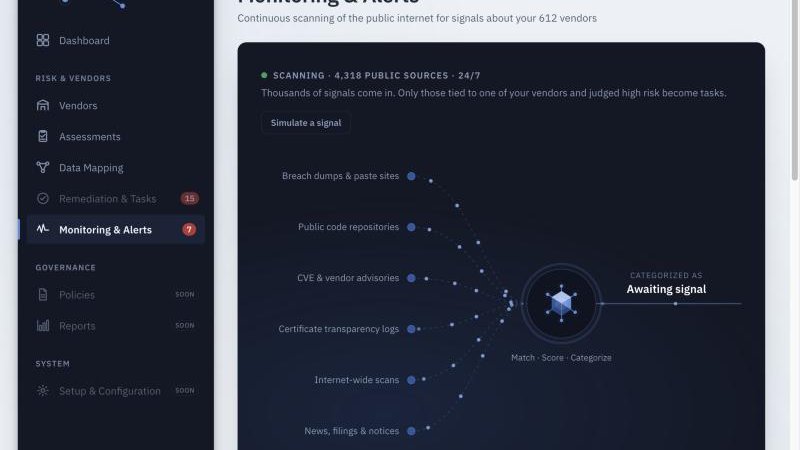 Monitoring & Alerts
Continuous scanning of the public internet for signals about your 612 vendors
Dashboard
RISK & VENDORS
Vendors
Assessments
Data Mapping
Remediation & Tasks 15
Monitoring & Alerts 7
GOVERNANCE
Policies SOON
Reports SOON
SYSTEM
Setup & Configuration SOON
SCANNING · 4,318 PUBLIC SOURCES · 24/7
Thousands of signals come in. Only those tied to one of your vendors and judged high risk become tasks.
Simulate a signal
Breach dumps & paste sites
Public code repositories
CVE & vendor advisories
Certificate transparency logs
Internet-wide scans
News, filings & notices
Match · Score · Categorize
CATEGORIZED AS
Awaiting signal